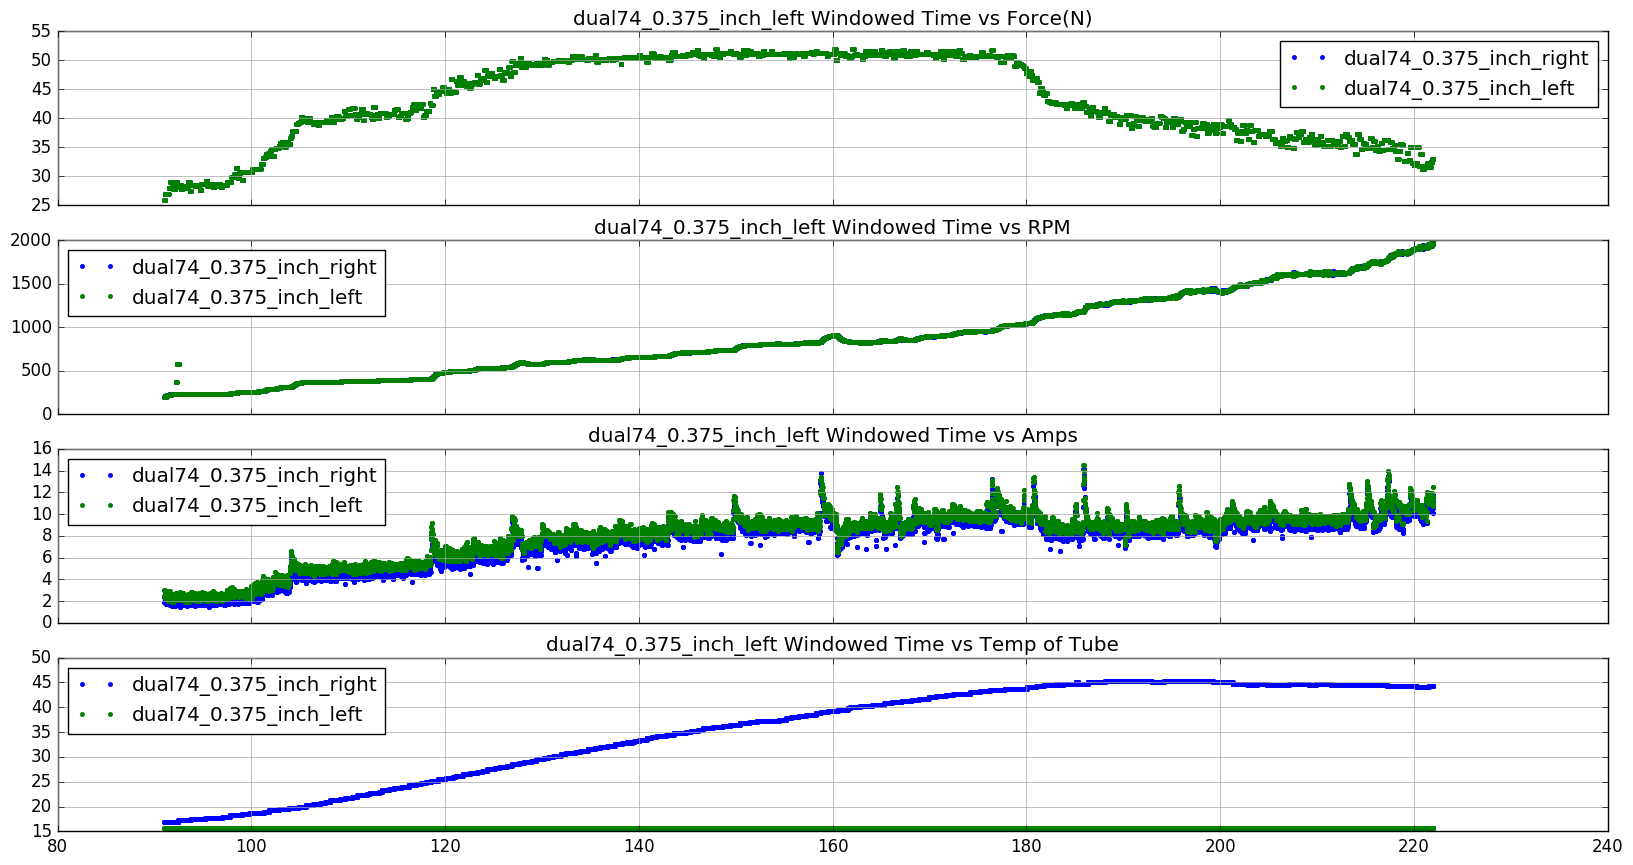 dual74_0.375_inch_left Windowed Time vs Force(N)
55
50
45
40
35
30
25
dual74_0.375_inch_right
dual74_0.375_inch_left
dual74_0.375_inch_left Windowed Time vs RPM
2000
1500
1000
500
0
dual74_0.375_inch_right
dual74_0.375_inch_left
dual74_0.375_inch_left Windowed Time vs Amps
16
14
12
10
8
6
4
2
0
dual74_0.375_inch_right
dual74_0.375_inch_left
dual74_0.375_inch_left Windowed Time vs Temp of Tube
50
45
40
35
30
25
20
15
dual74_0.375_inch_right
dual74_0.375_inch_left
80 100 120 140 160 180 200 220 240